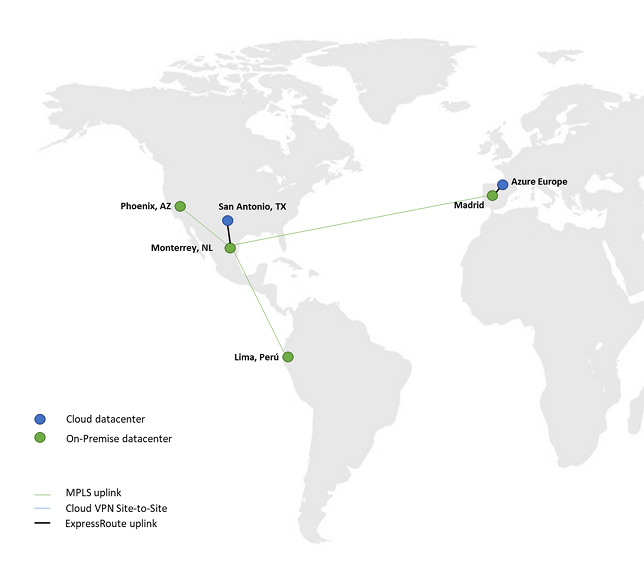 Azure Europe
Madrid
Phoenix, AZ
San Antonio, TX
Monterrey, NL
Lima, Perú
Cloud datacenter
On-Premise datacenter
MPLS uplink
Cloud VPN Site-to-Site
ExpressRoute uplink